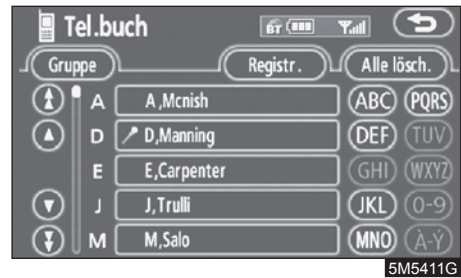 Tel.buch BT
Gruppe Registr. Alle lösch.
A A,Mcnish ABC PQRS
D D,Manning DEF TUV
E E,Carpenter GHI WXYZ
J J,Trulli JKL 0-9
M M,Salo MNO À-Ý
5M5411G